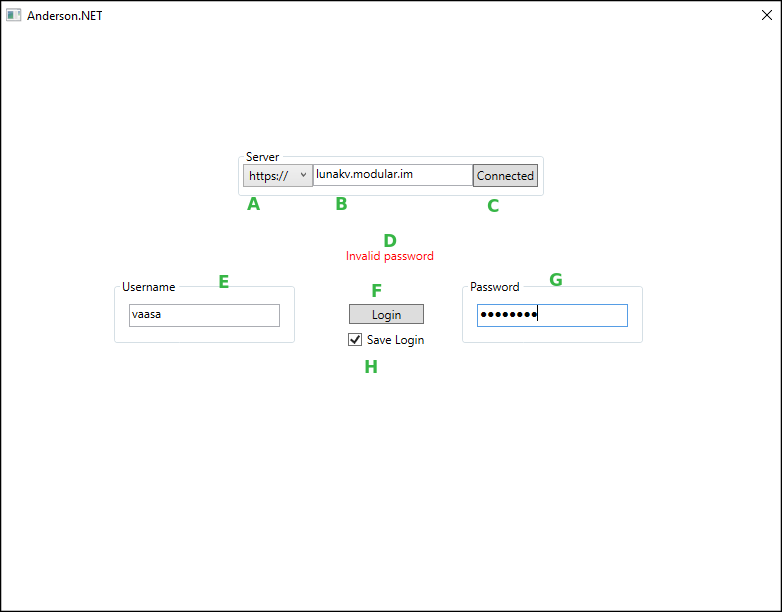 Anderson.NET
Server
https:// lunakv.modular.im Connected
A B C
D
Invalid password
E F G
Username Password
vaasa Login ●●●●●●●●
Save Login
H